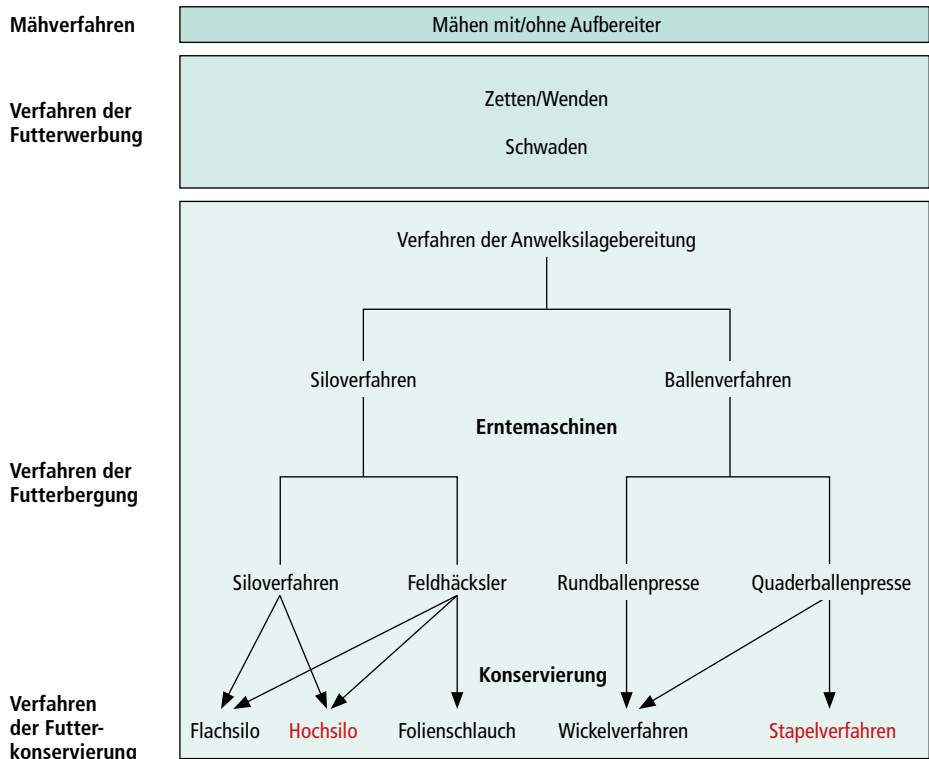 Mähverfahren
Mähen mit/ohne Aufbereiter
Verfahren der
Futterwerbung
Zetten/Wenden
Schwaden
Verfahren der Anwelksilagebereitung
Siloverfahren
Ballenverfahren
Erntemaschinen
Verfahren der
Futterbergung
Siloverfahren
Feldhäcksler
Rundballenpresse
Quaderballenpresse
Konservierung
Verfahren
der Futter-
konservierung
Flachsilo
Hochsilo
Folienschlauch
Wickelverfahren
Stapelverfahren